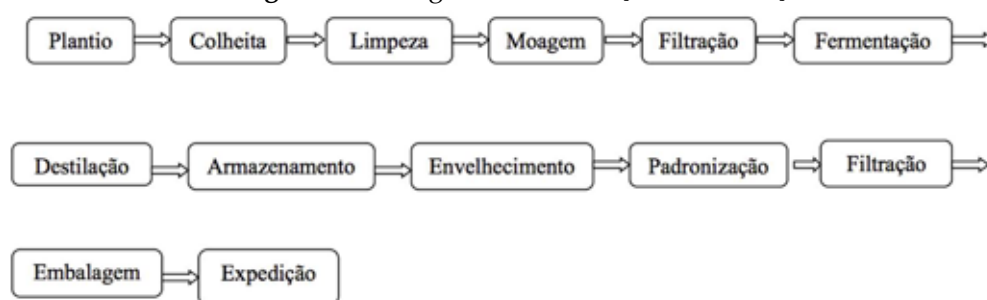 Plantio Colheita Limpeza Moagem Filtração Fermentação
Destilação Armazenamento Envelhecimento Padronização Filtração
Embalagem Expedição